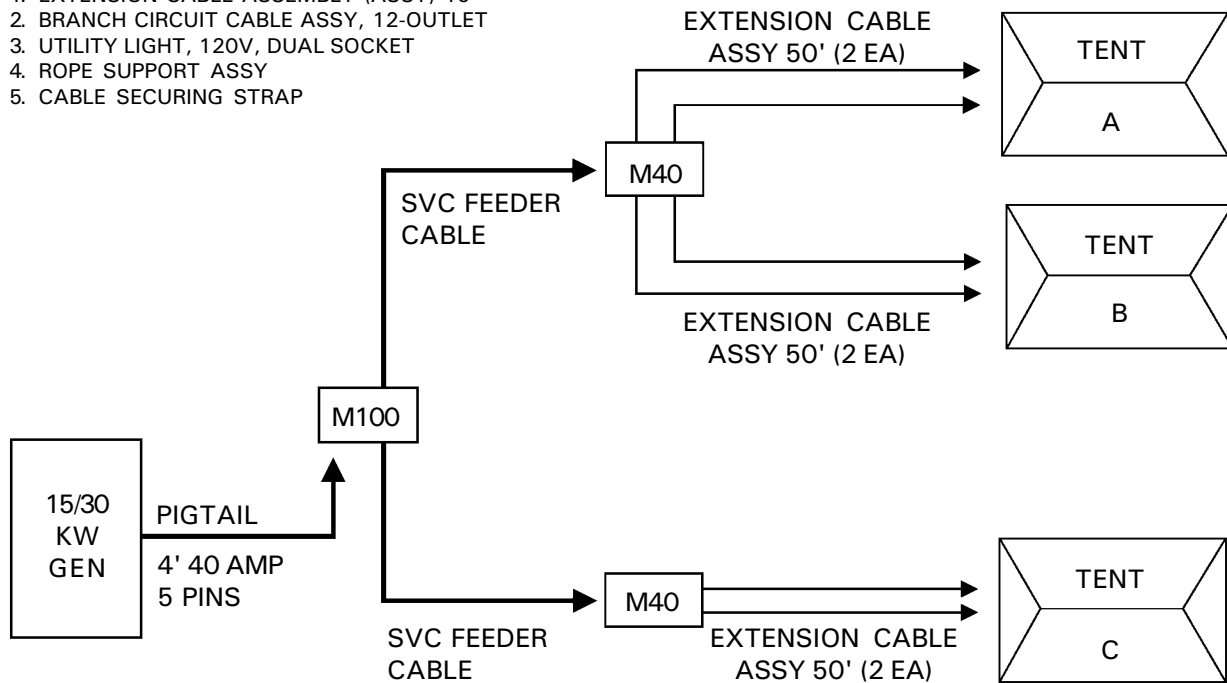 2. BRANCH CIRCUIT CABLE ASSY, 12-OUTLET
3. UTILITY LIGHT, 120V, DUAL SOCKET
4. ROPE SUPPORT ASSY
5. CABLE SECURING STRAP
EXTENSION CABLE
ASSY 50' (2 EA)
TENT
A
M40
SVC FEEDER
CABLE
TENT
B
EXTENSION CABLE
ASSY 50' (2 EA)
M100
15/30
KW
GEN
PIGTAIL
4' 40 AMP
5 PINS
M40
SVC FEEDER
CABLE
EXTENSION CABLE
ASSY 50' (2 EA)
TENT
C